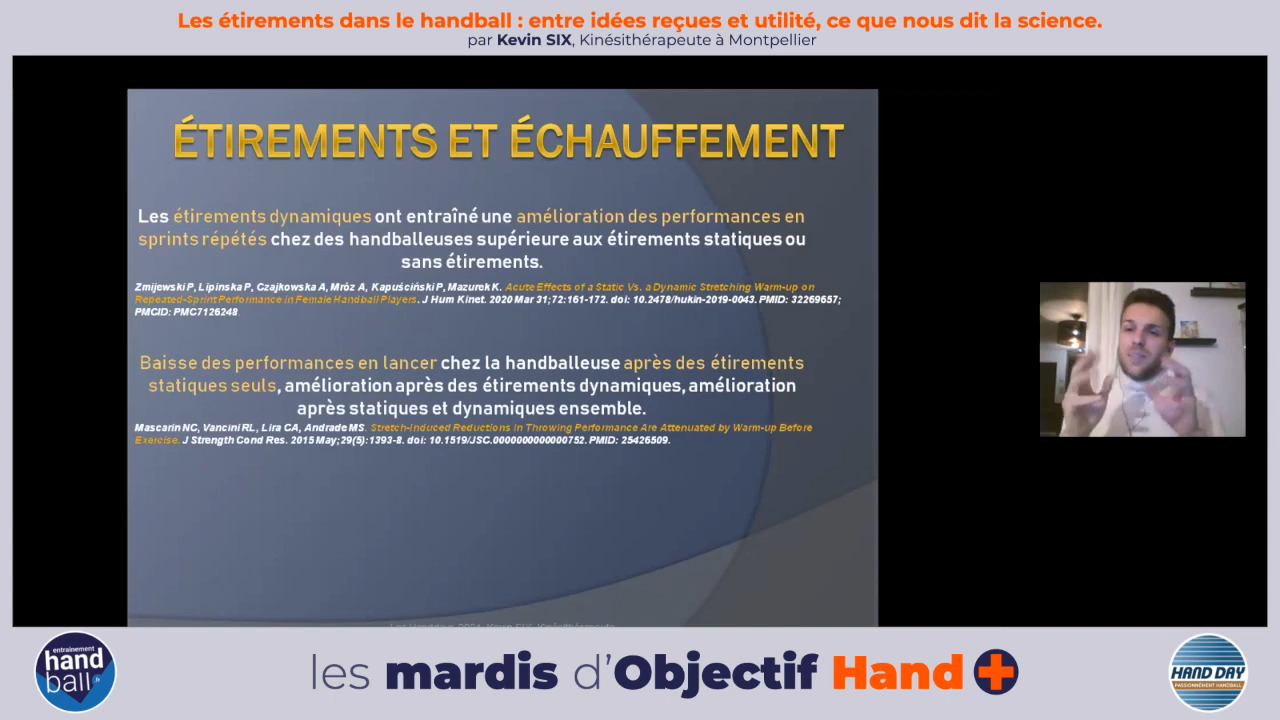 Les étirements dans le handball : entre idées reçues et utilité, ce que nous dit la science.
par Kevin SIX, Kinésithérapeute à Montpellier
ÉTIREMENTS ET ÉCHAUFFEMENT
Les étirements dynamiques ont entraîné une amélioration des performances en
sprints répétés chez des handballeuses supérieure aux étirements statiques ou
sans étirements.
Zmijewski P, Lipinska P, Czajkowska A, Mróz A, Kapuściński P, Mazurek K. Acute Effects of a Static Vs. a Dynamic Stretching Warm-up on
Repeated-Sprint Performance in Female Handball Players. J Hum Kinet. 2020 Mar 31;72:161-172. doi: 10.2478/hukin-2019-0043. PMID: 32269657;
PMCID: PMC7126248.
Baisse des performances en lancer chez la handballeuse après des étirements
statiques seuls, amélioration après des étirements dynamiques, amélioration
après statiques et dynamiques ensemble.
Mascarin NC, Vancini RL, Lira CA, Andrade MS. Stretch-Induced Reductions in Throwing Performance Are Attenuated by Warm-up Before
Exercise. J Strength Cond Res. 2015 May;29(5):1393-8. doi: 10.1519/JSC.0000000000000752. PMID: 25426509.
entrainement
hand
ball.fr
les mardis d'Objectif Hand+
HAND DAY
PASSIONNÉMENT HANDBALL